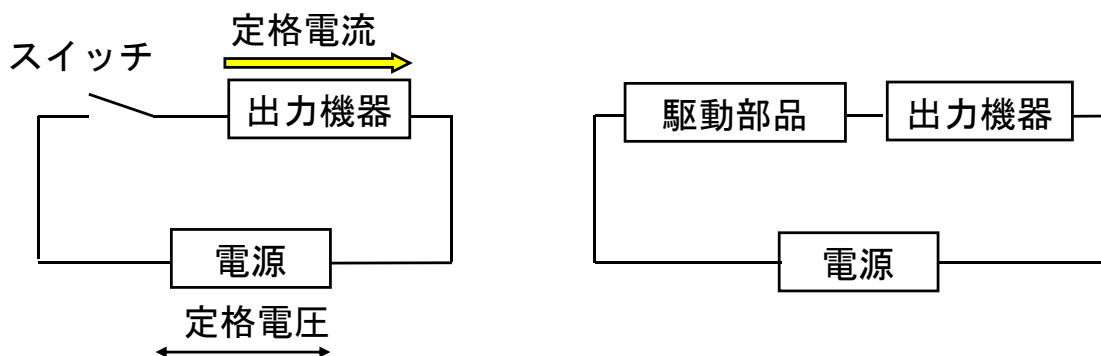 定格電流
スイッチ
出力機器
電源
定格電圧
駆動部品
出力機器
電源